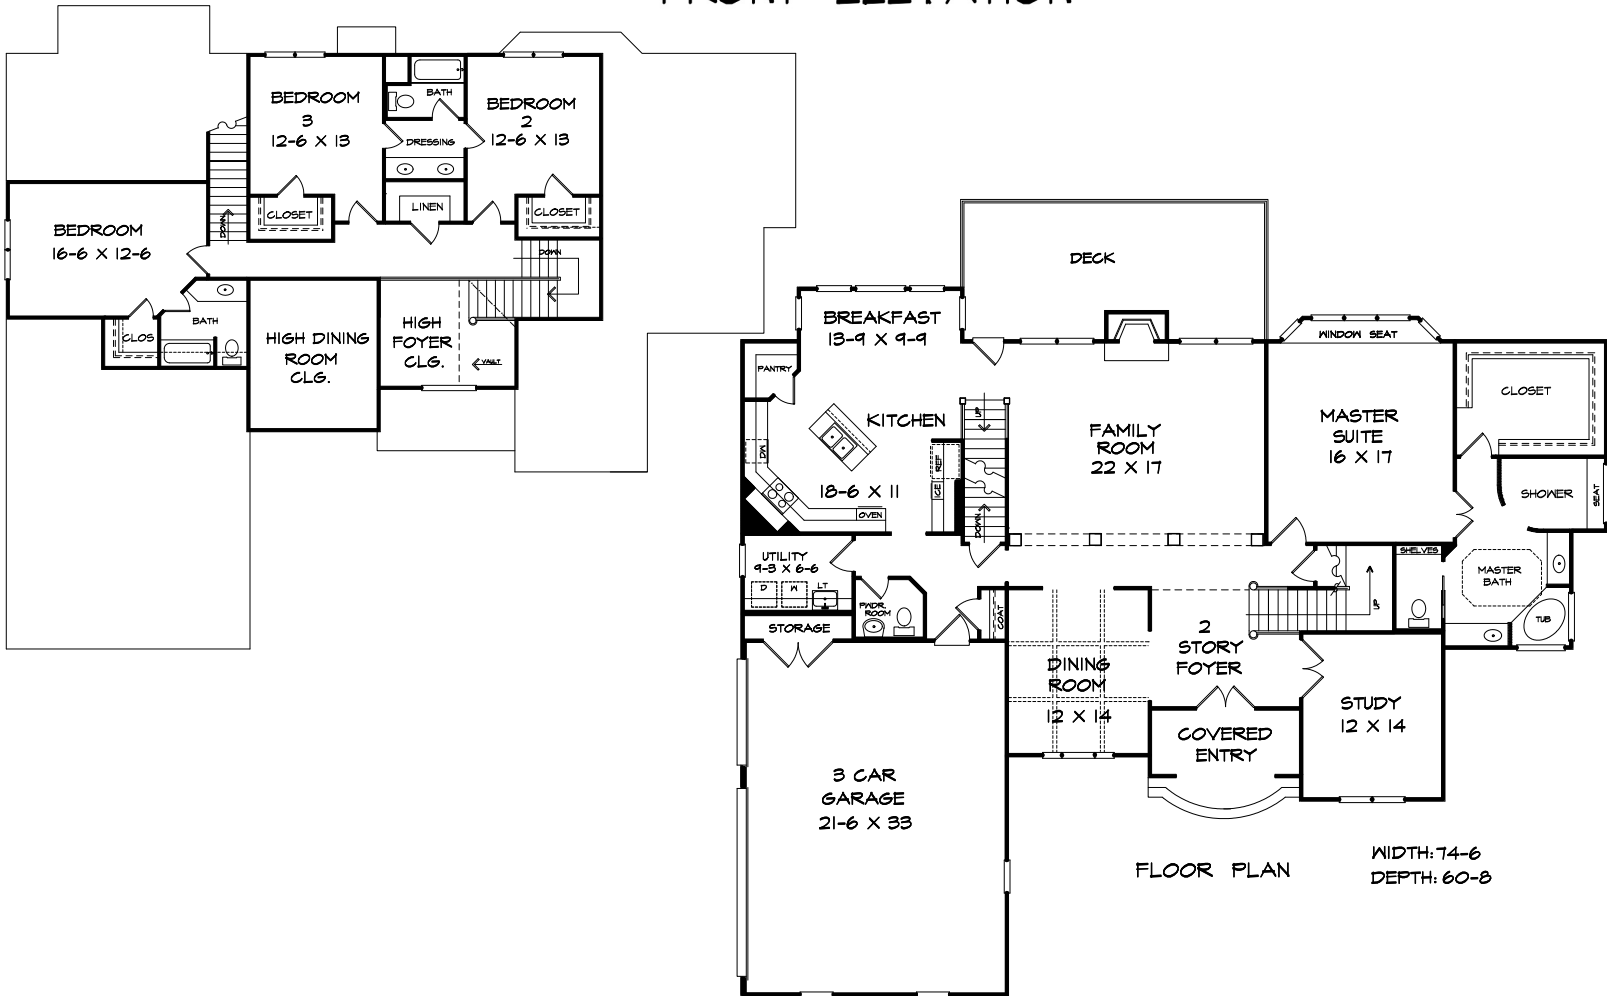 FRONT ELEVATION
BEDROOM
3
12-6 X 13
BATH
DRESSING
BEDROOM
2
12-6 X 13
CLOSET
LINEN
CLOSET
BEDROOM
16-6 X 12-6
DOWN
DOWN
BATH
CLOS
HIGH DINING
ROOM
CLG.
HIGH
FOYER
CLG.
VAULT
DECK
BREAKFAST
13-9 X 9-9
WINDOW SEAT
PANTRY
KITCHEN
18-6 X 11
DW
REF
ICE
OVEN
UP
DOWN
FAMILY
ROOM
22 X 17
MASTER
SUITE
16 X 17
CLOSET
SHOWER
SEAT
UTILITY
9-3 X 6-6
D
W
LT
SHELVES
MASTER
BATH
TUB
PWDR.
ROOM
COAT
UP
STORAGE
2
STORY
FOYER
DINING
ROOM
12 X 14
STUDY
12 X 14
COVERED
ENTRY
3 CAR
GARAGE
21-6 X 33
FLOOR PLAN
WIDTH:74-6
DEPTH: 60-8